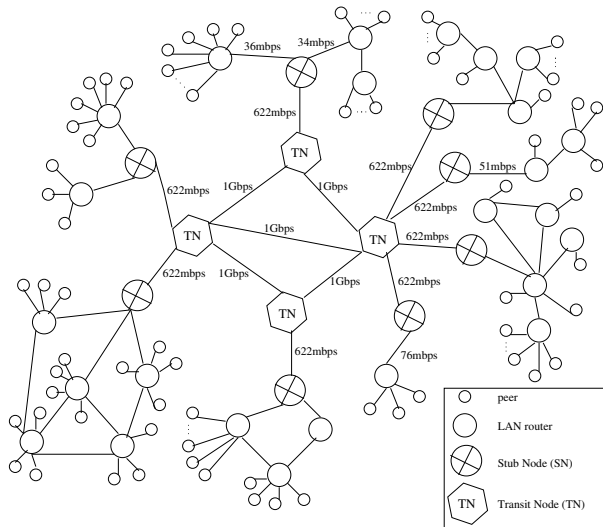 36mbps
34mbps
622mbps
TN
622mbps
51mbps
622mbps
1Gbps
1Gbps
622mbps
TN
1Gbps
TN
622mbps
622mbps
1Gbps
1Gbps
622mbps
TN
622mbps
76mbps
peer
LAN router
Stub Node (SN)
TN
Transit Node (TN)